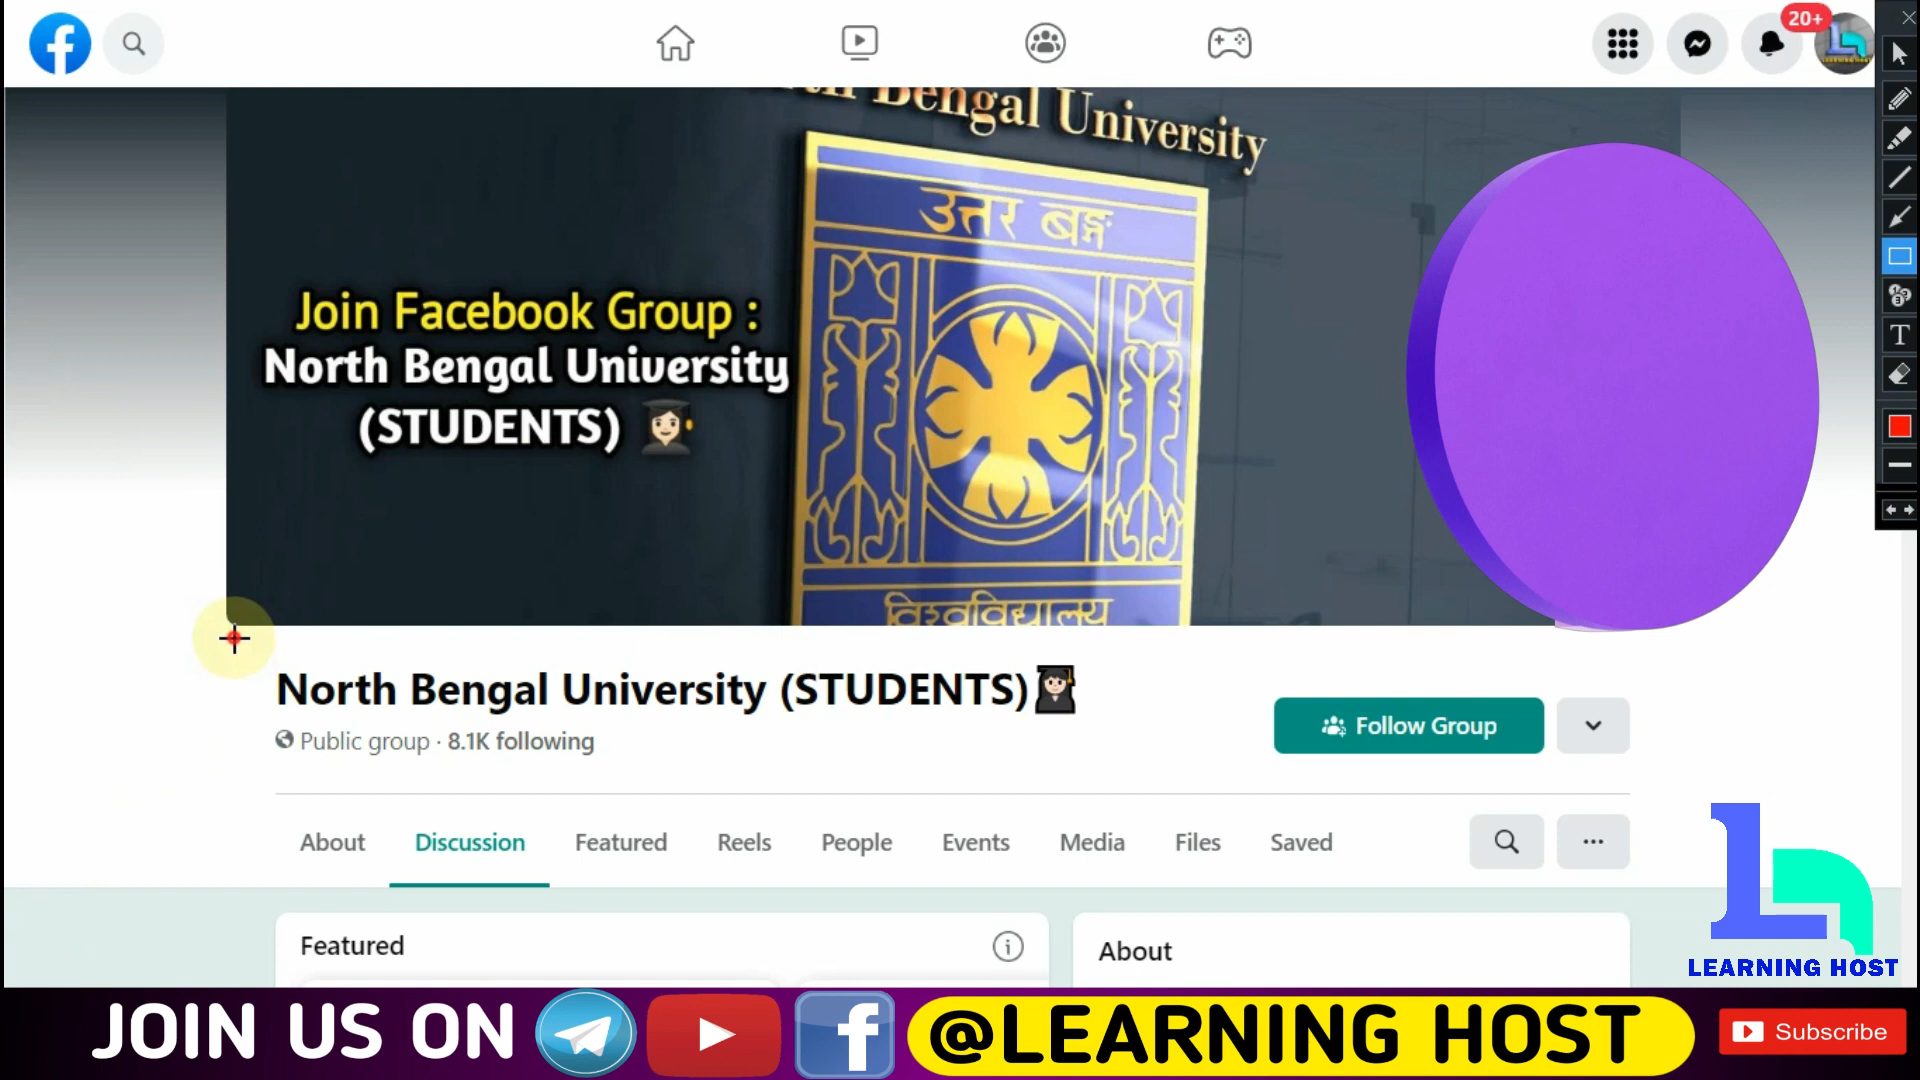 20+
North Bengal University
उत्तर बङ्ग
Join Facebook Group :
North Bengal University
(STUDENTS)
विश्वविद्यालय
North Bengal University (STUDENTS)
Public group · 8.1K following
Follow Group
About
Discussion
Featured
Reels
People
Events
Media
Files
Saved
Featured
About
LEARNING HOST
JOIN US ON
@LEARNING HOST
Subscribe